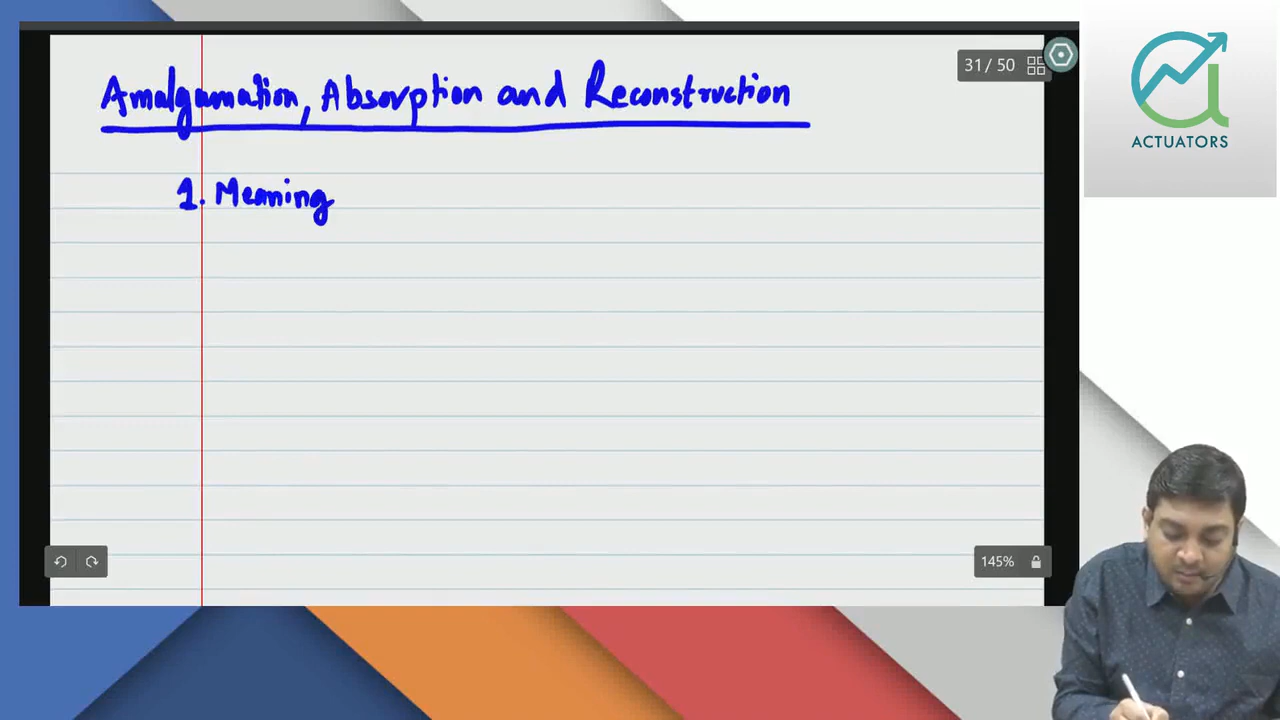 Amalgamation, Absorption and Reconstruction
31 / 50
ACTUATORS
1. Meaning
145%